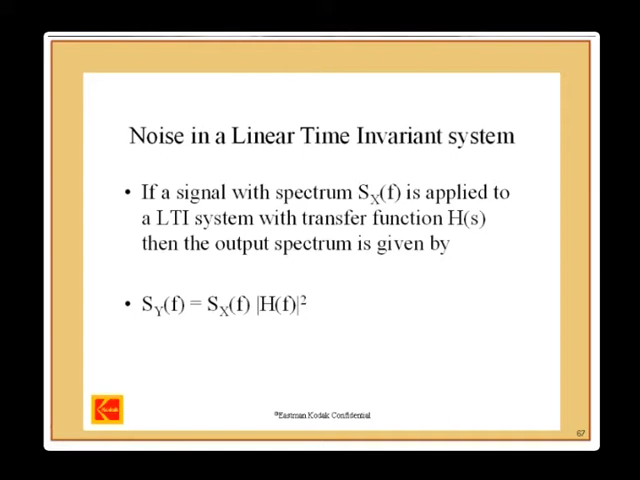 Noise in a Linear Time Invariant system
• If a signal with spectrum S_X(f) is applied to
a LTI system with transfer function H(s)
then the output spectrum is given by
• S_Y(f) = S_X(f) |H(f)|²
Kodak
©Eastman Kodak Confidential
67